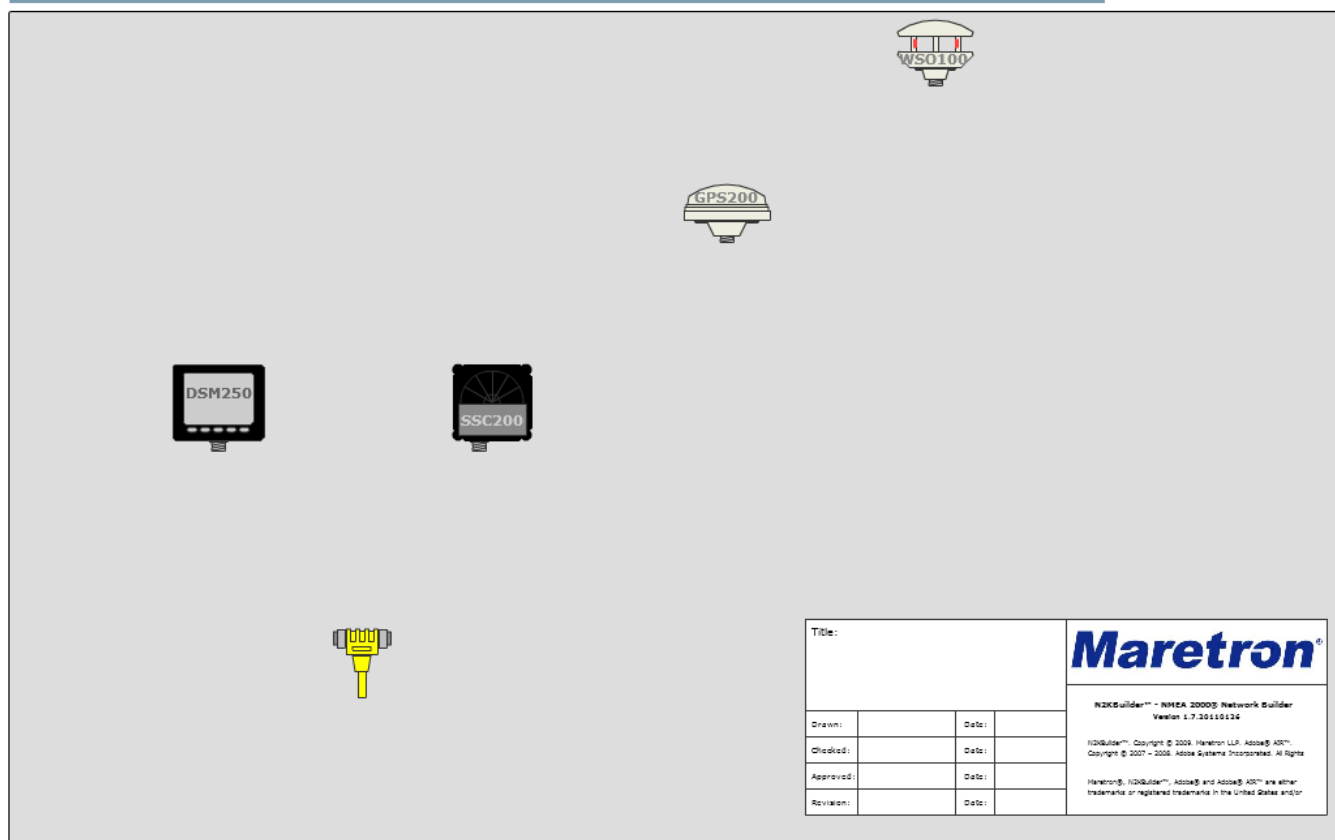 WSO100
GPS200
DSM250
SSC200
Title:
Maretron®
N2KBuilder™ - NMEA 2000® Network Builder
Version 1.7.20110126
Drawn:
Date:
N2KBuilder™. Copyright © 2009. Maretron LLP. Adobe® AIR™.
Copyright © 2007 – 2008. Adobe Systems Incorporated. All Rights
Checked:
Date:
Approved:
Date:
Maretron®, N2KBuilder™, Adobe® and Adobe® AIR™ are either
trademarks or registered trademarks in the United States and/or
Revision:
Date: